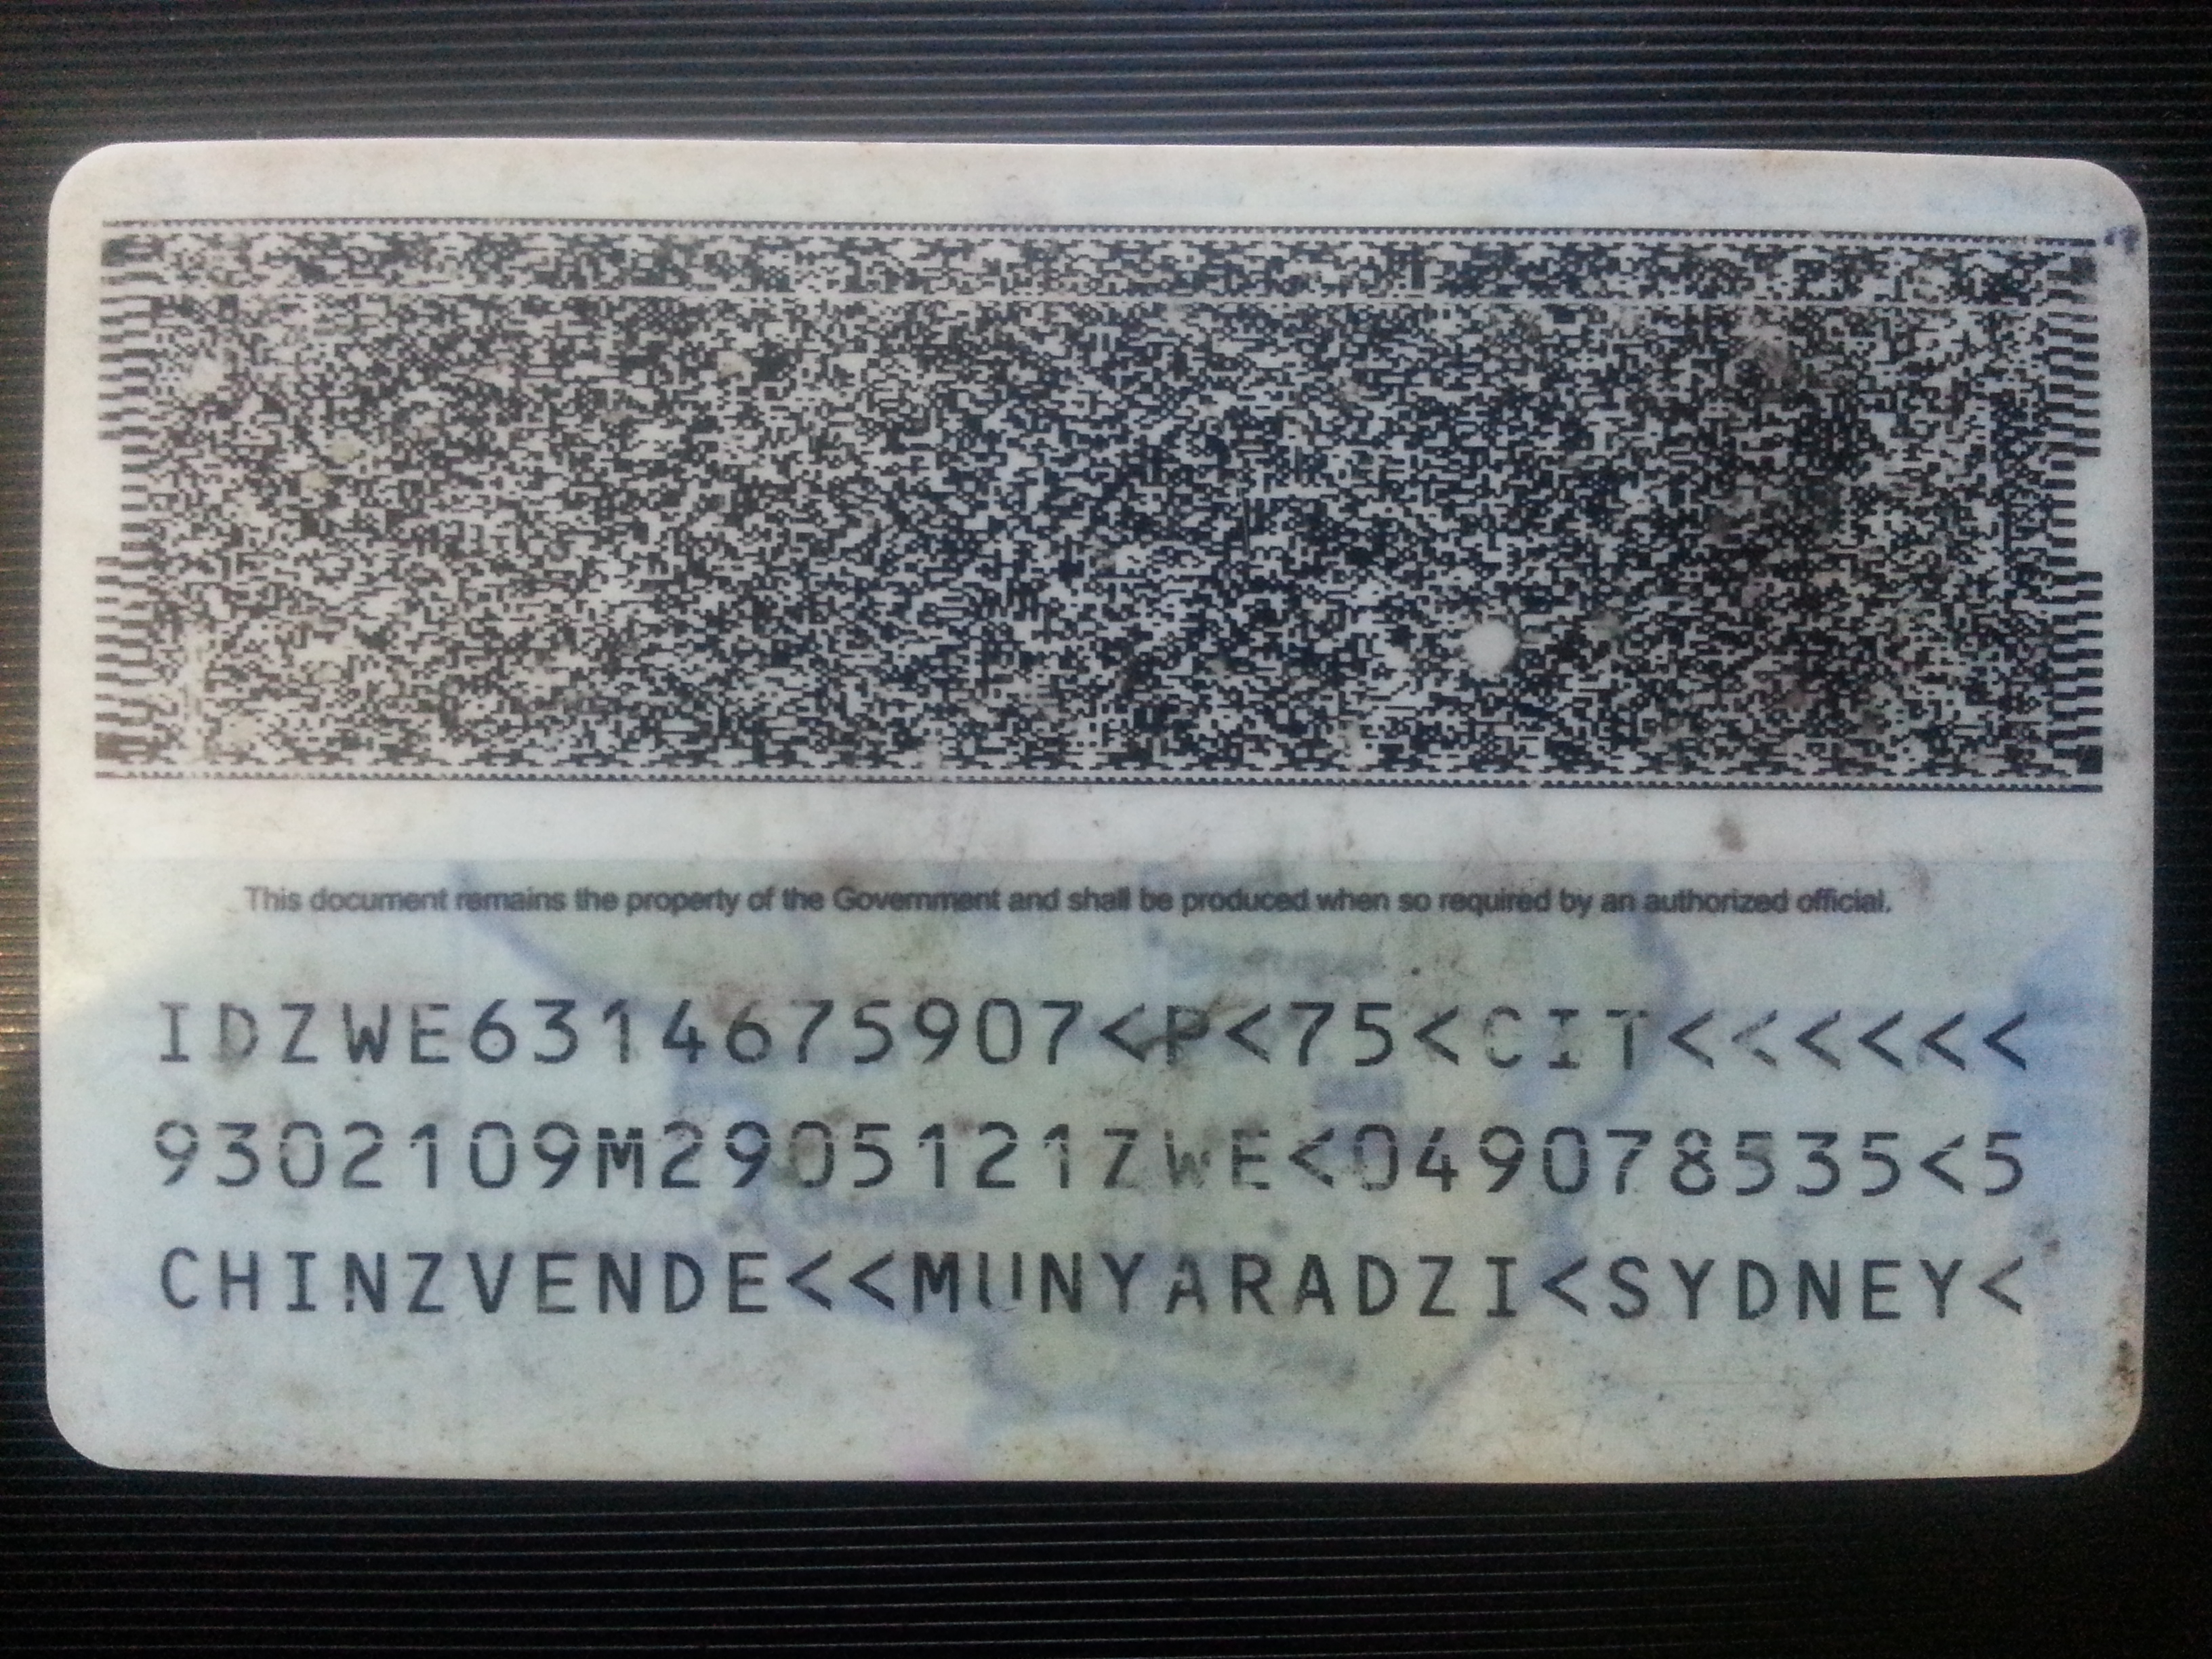 This document remains the property of the Government and shall be produced when so required by an authorized official.
IDZWE6314675907<P<75<CIT<<<<<<
9302109M2905121ZWE<049078535<5
CHINZVENDE<<MUNYARADZI<SYDNEY<